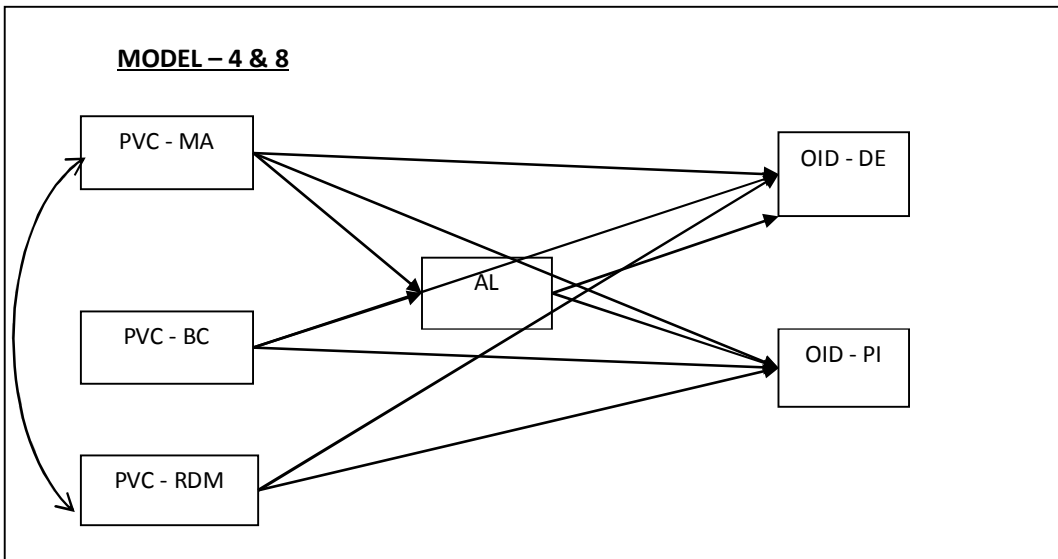 MODEL – 4 & 8
PVC - MA
OID - DE
AL
PVC - BC
OID - PI
PVC - RDM